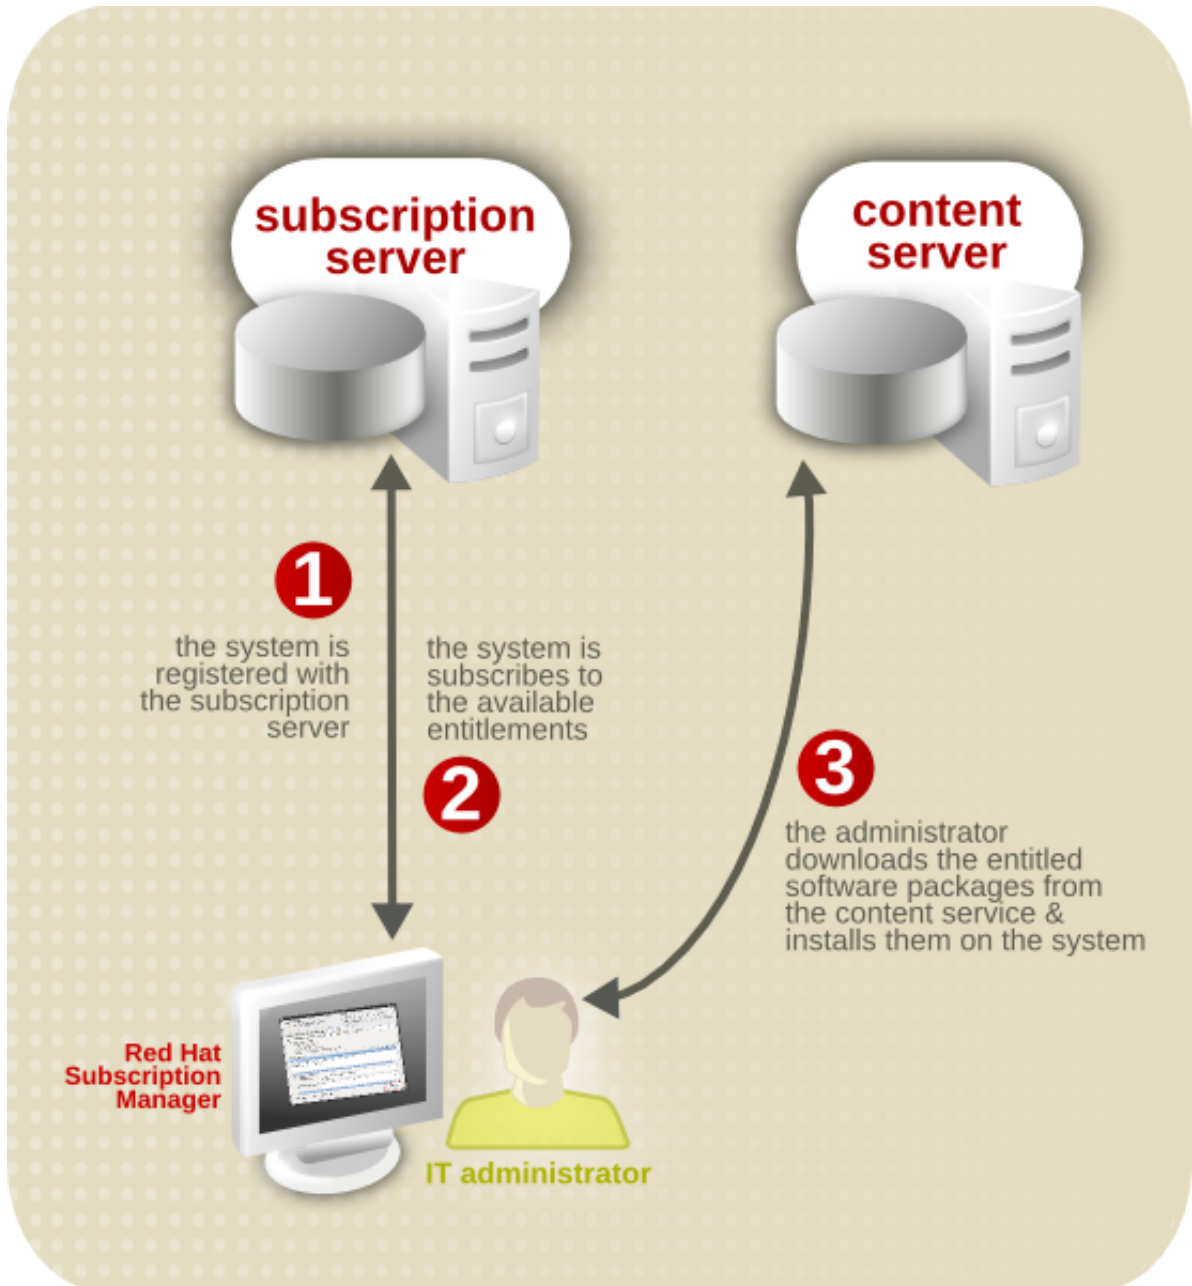 subscription
server
content
server
1
the system is
registered with
the subscription
server
the system is
subscribes to
the available
entitlements
2
3
the administrator
downloads the entitled
software packages from
the content service &
installs them on the system
Red Hat
Subscription
Manager
IT administrator